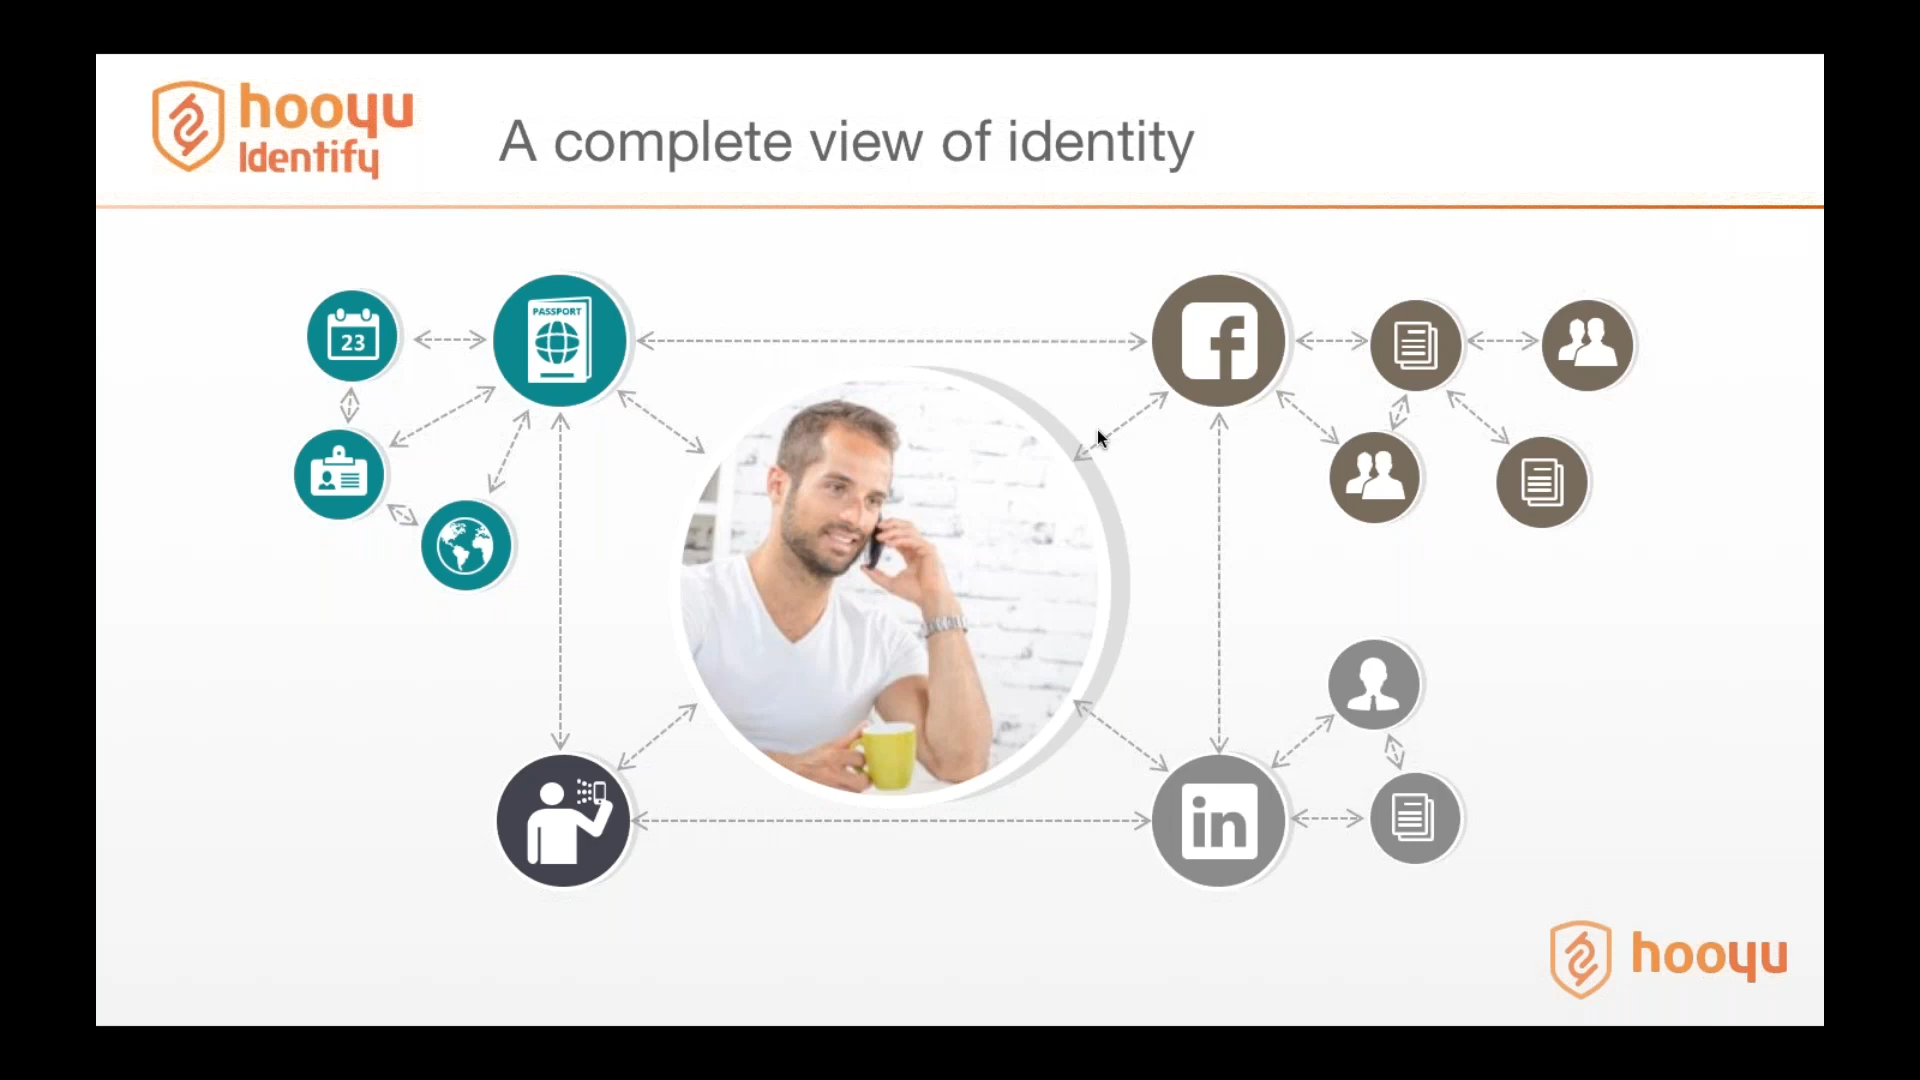 hooyu
Identify
A complete view of identity
23
PASSPORT
f
in
hooyu